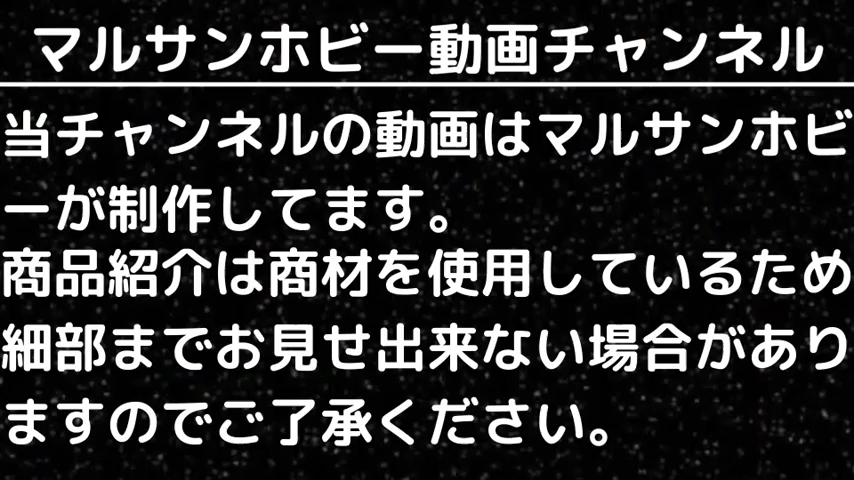 マルサンホビー動画チャンネル
当チャンネルの動画はマルサンホビ
ーが制作してます。
商品紹介は商材を使用しているため
細部までお見せ出来ない場合があり
ますのでご了承ください。